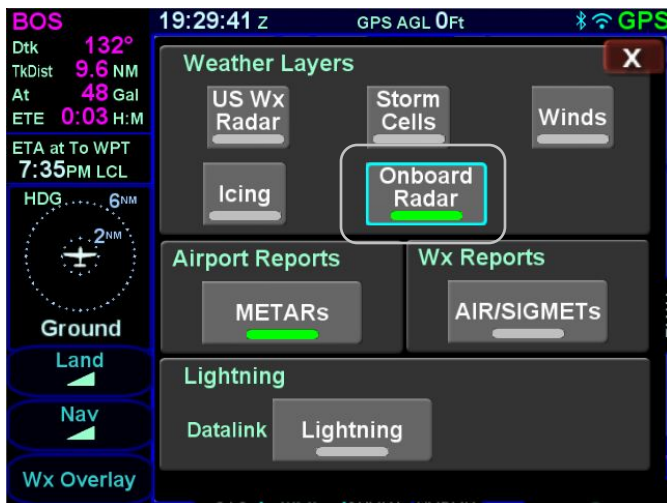 BOS
19:29:41 Z
GPS AGL 0Ft
GPS
Dtk 132°
TkDist 9.6 NM
At 48 Gal
ETE 0:03 H:M
ETA at To WPT
7:35PM LCL
HDG 6NM
2NM
Ground
Land
Nav
Wx Overlay
X
Weather Layers
US Wx
Radar
Storm
Cells
Winds
Icing
Onboard
Radar
Airport Reports
METARs
Wx Reports
AIR/SIGMETs
Lightning
Datalink
Lightning